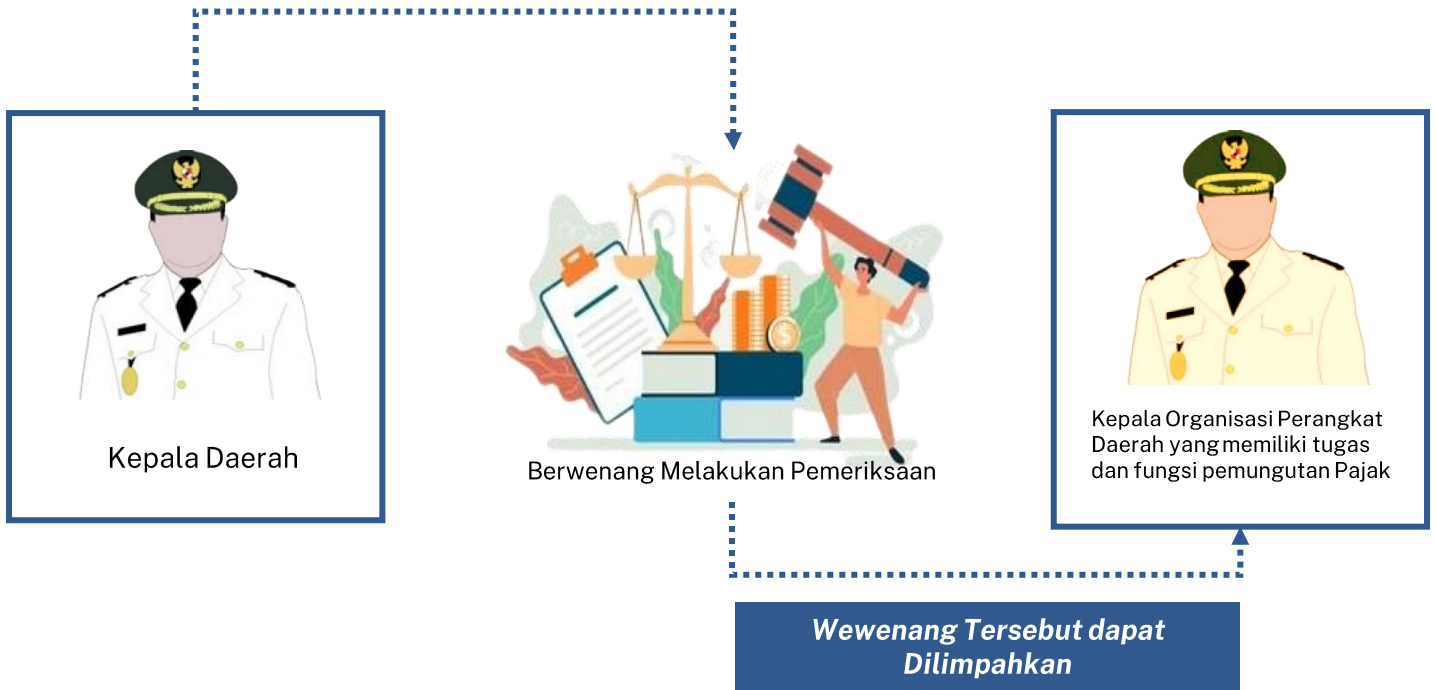 Kepala Daerah
Berwenang Melakukan Pemeriksaan
Kepala Organisasi Perangkat
Daerah yang memiliki tugas
dan fungsi pemungutan Pajak
Wewenang Tersebut dapat
Dilimpahkan